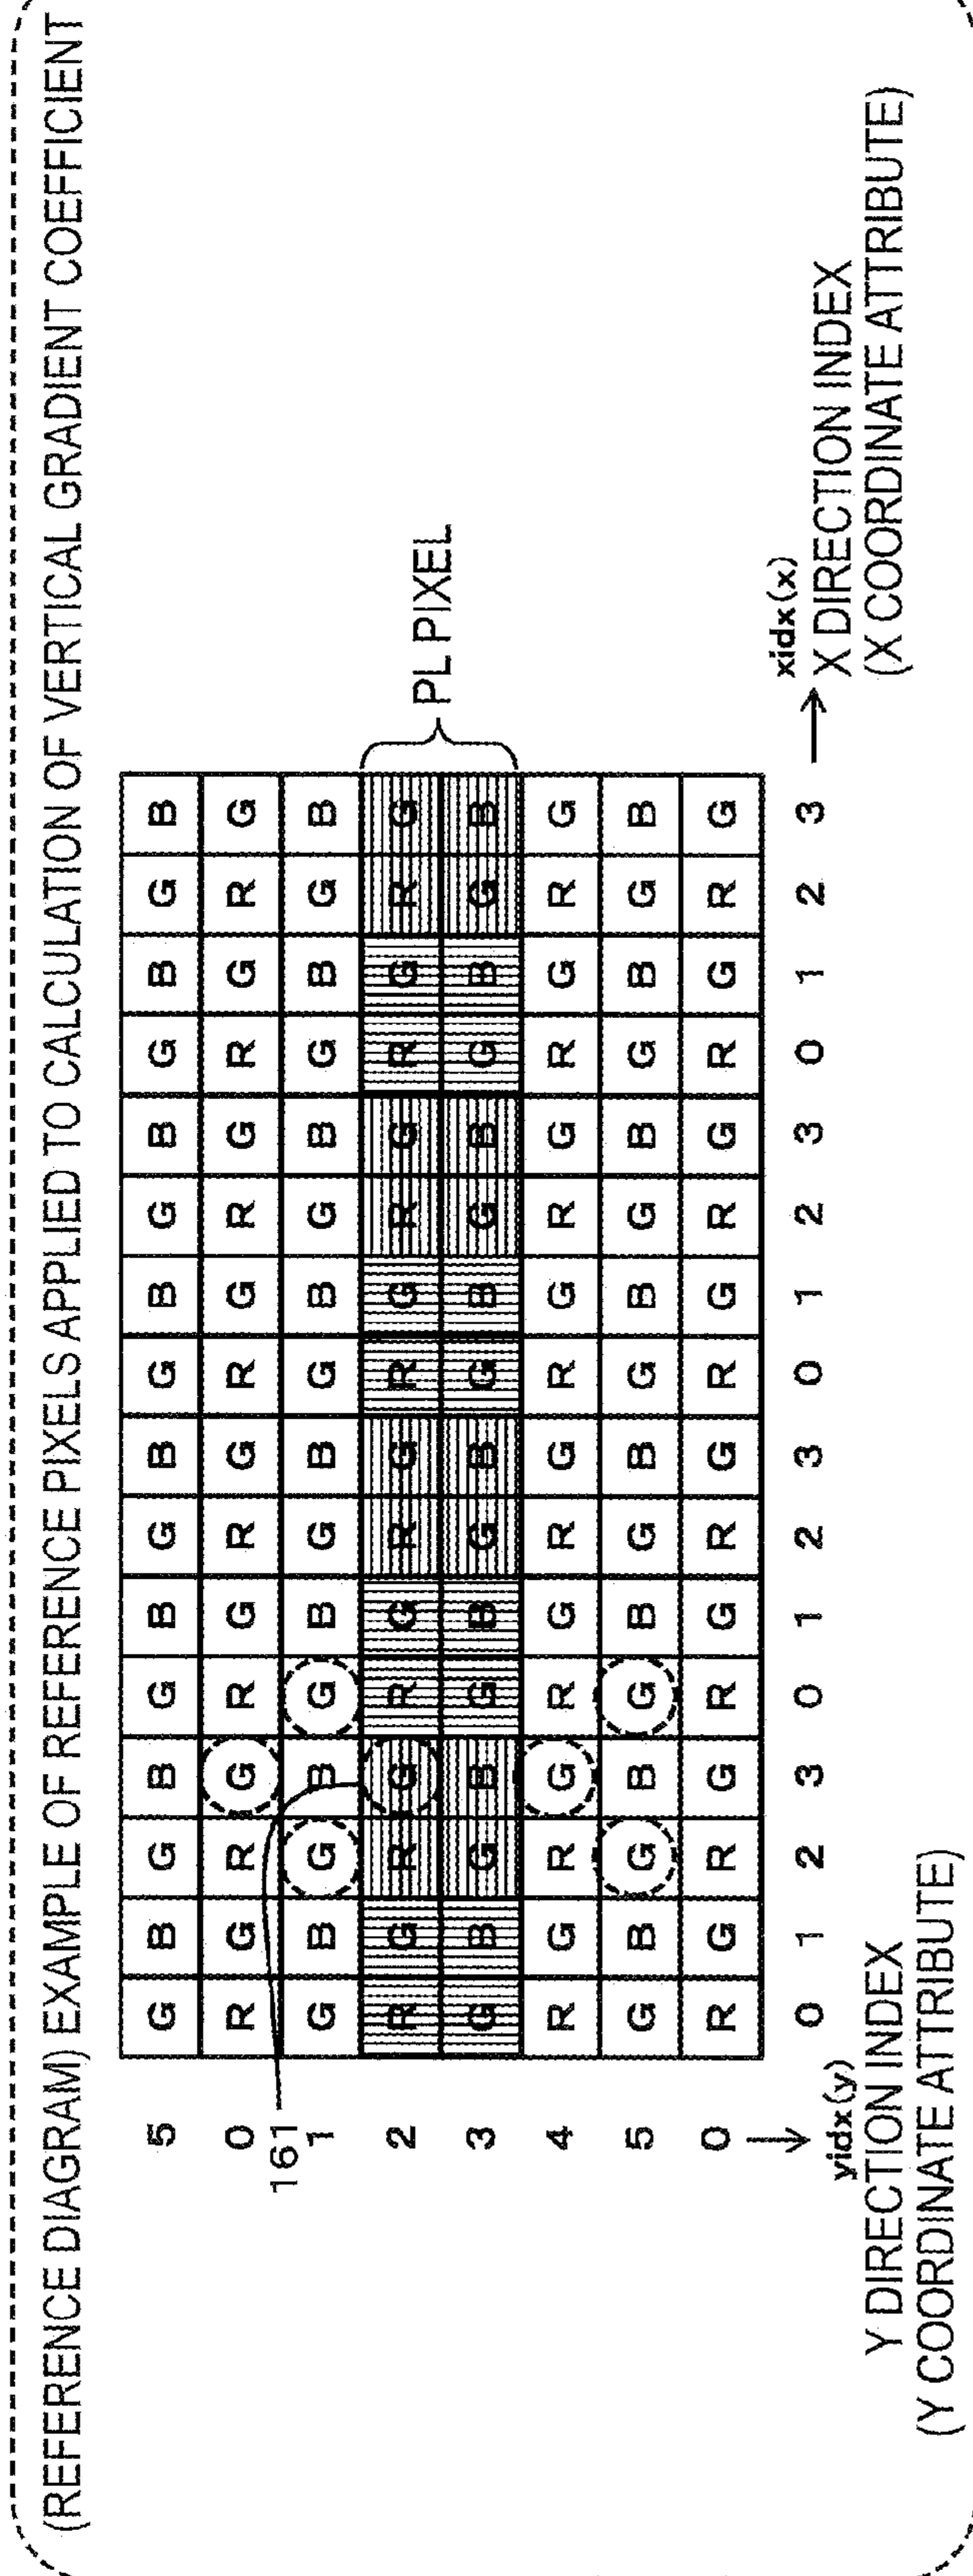 (REFERENCE DIAGRAM) EXAMPLE OF REFERENCE PIXELS APPLIED TO CALCULATION OF VERTICAL GRADIENT COEFFICIENT
5 G B G B G B G B G B G B G B G B
0 R G R G R G R G R G R G R G R G
161
1 G B G B G B G B G B G B G B G B
2 R G R G R G R G R G R G R G R G
PL PIXEL
3 G B G B G B G B G B G B G B G B
4 R G R G R G R G R G R G R G R G
5 G B G B G B G B G B G B G B G B
0 R G R G R G R G R G R G R G R G
0 1 2 3 0 1 2 3 0 1 2 3 0 1 2 3
yidx(y)
Y DIRECTION INDEX
(Y COORDINATE ATTRIBUTE)
xidx(x)
X DIRECTION INDEX
(X COORDINATE ATTRIBUTE)